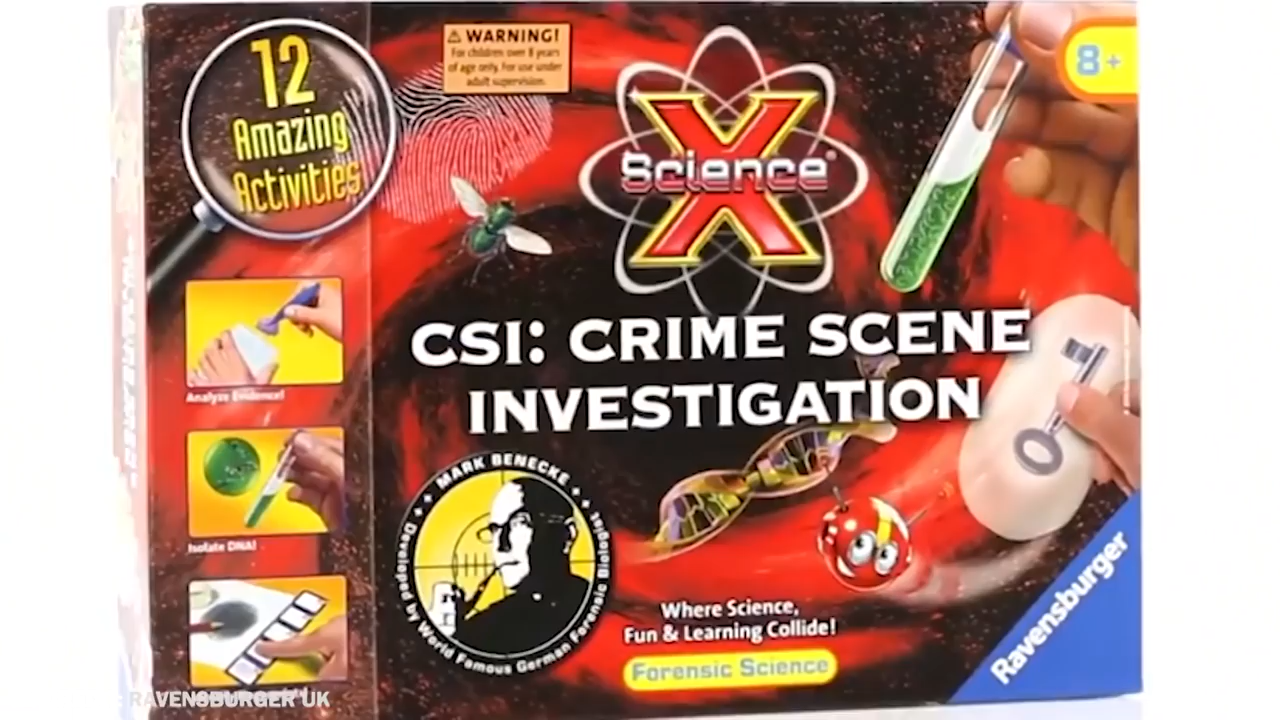 12
Amazing
Activities
⚠ WARNING!
For children over 8 years
of age only. For use under
adult supervision.
X
Science®
8+
CSI: CRIME SCENE
INVESTIGATION
Analyze Evidence!
Isolate DNA!
MARK BENECKE
Developed by World Famous German Forensic Biologist
Where Science,
Fun & Learning Collide!
Forensic Science
Ravensburger
RAVENSBURGER UK